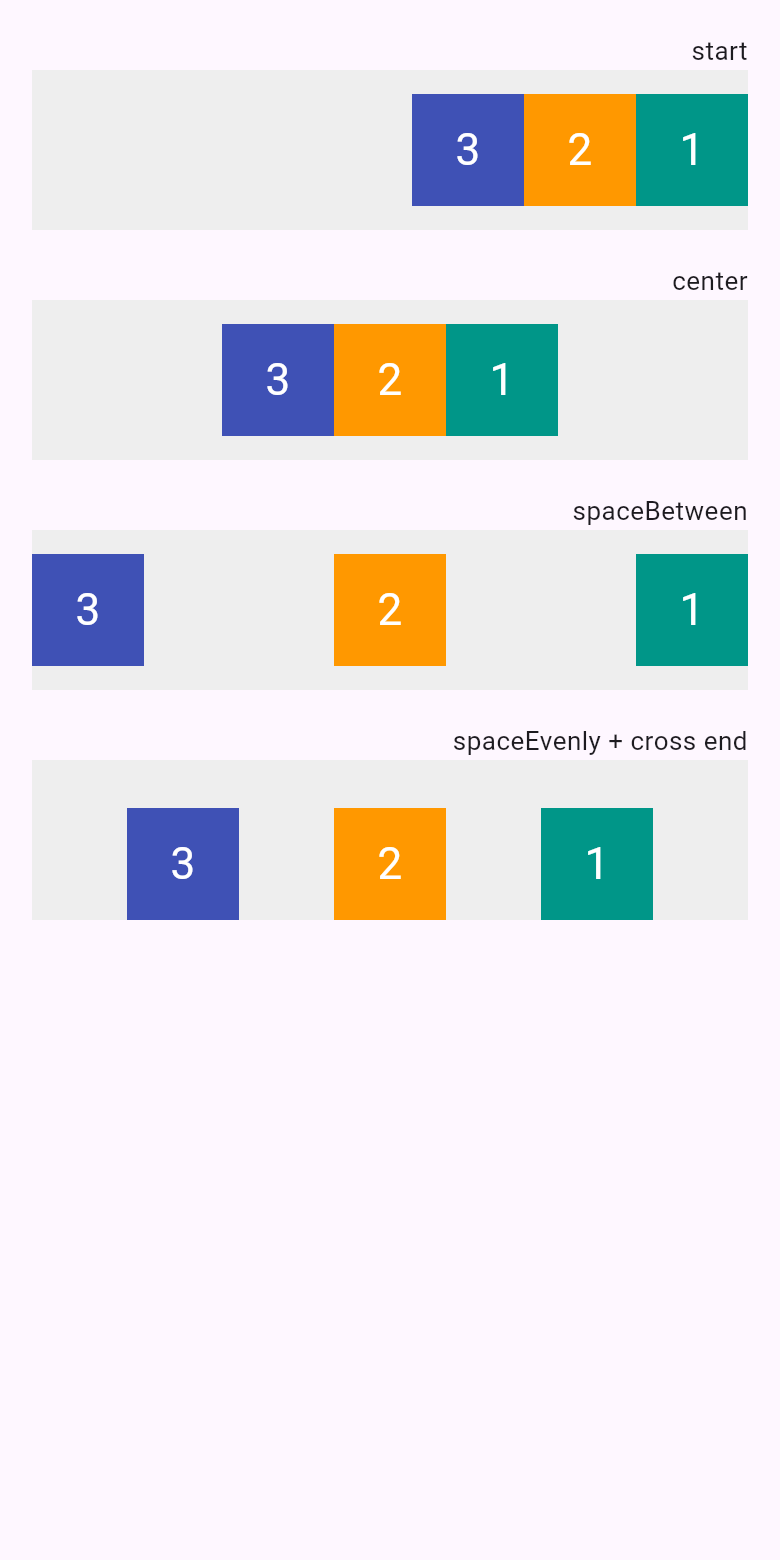 start
3 2 1
center
3 2 1
spaceBetween
3 2 1
spaceEvenly + cross end
3 2 1